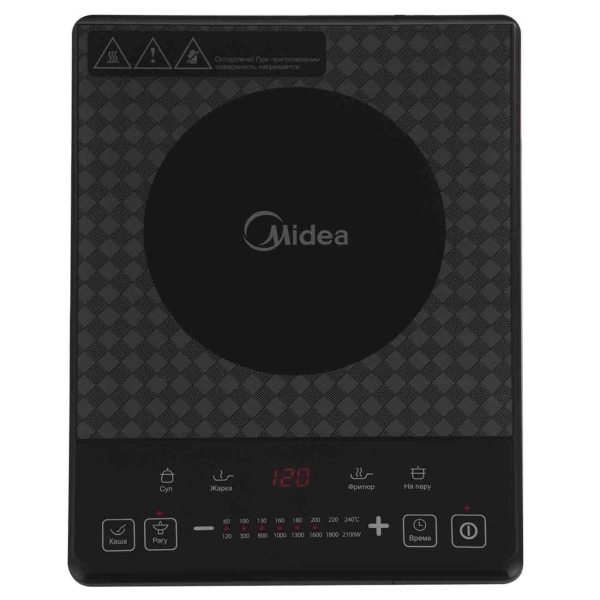 Осторожно! При приготовлении
поверхность нагревается
Midea
Суп
Жарка
120
Фритюр
На пару
Каша
Рагу
60 100 130 160 180 200 220 240°C
120 300 800 1000 1300 1600 1800 2100W
Время